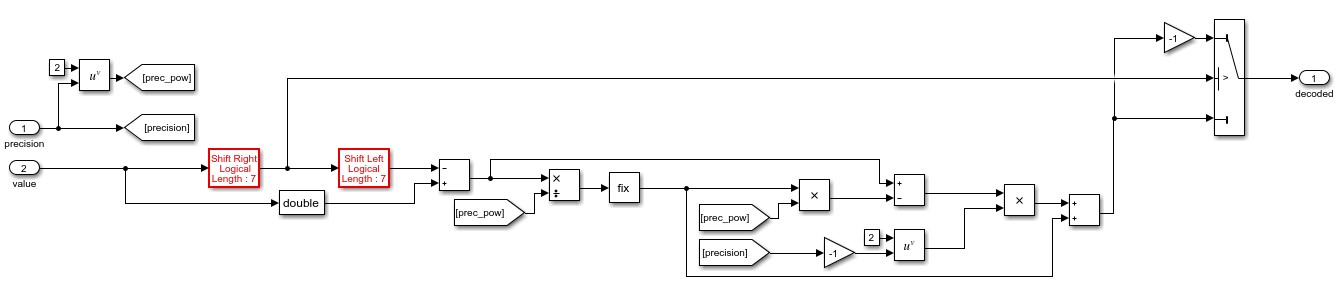 -1
2
u^v
[prec_pow]
>
1
decoded
1
precision
[precision]
2
value
Shift Right
Logical
Length : 7
Shift Left
Logical
Length : 7
−
+
double
×
÷
fix
[prec_pow]
[prec_pow]
×
+
−
×
+
+
[precision]
-1
2
u^v